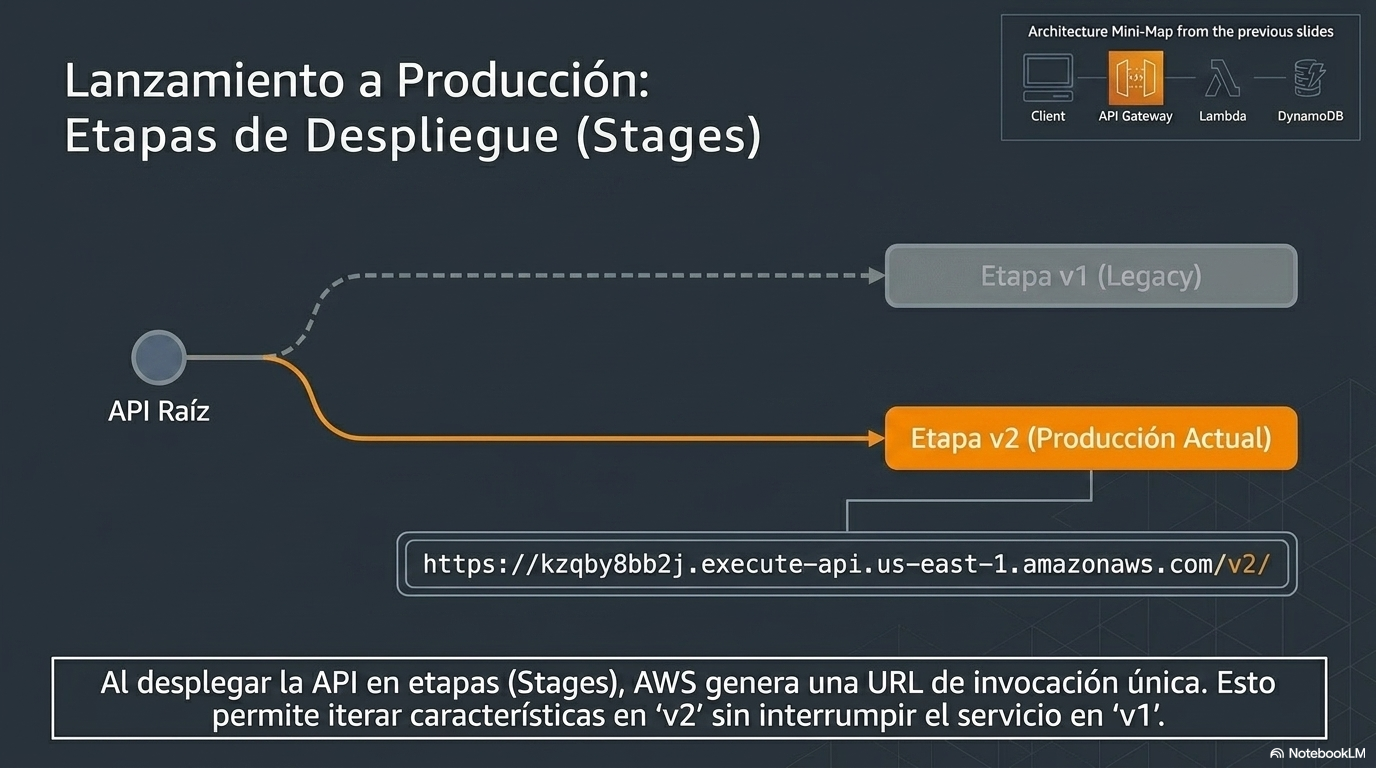 Lanzamiento a Producción:
Etapas de Despliegue (Stages)
Architecture Mini-Map from the previous slides
Client
API Gateway
Lambda
DynamoDB
Etapa v1 (Legacy)
API Raíz
Etapa v2 (Producción Actual)
https://kzqby8bb2j.execute-api.us-east-1.amazonaws.com/v2/
Al desplegar la API en etapas (Stages), AWS genera una URL de invocación única. Esto
permite iterar características en ‘v2’ sin interrumpir el servicio en ‘v1’.
NotebookLM